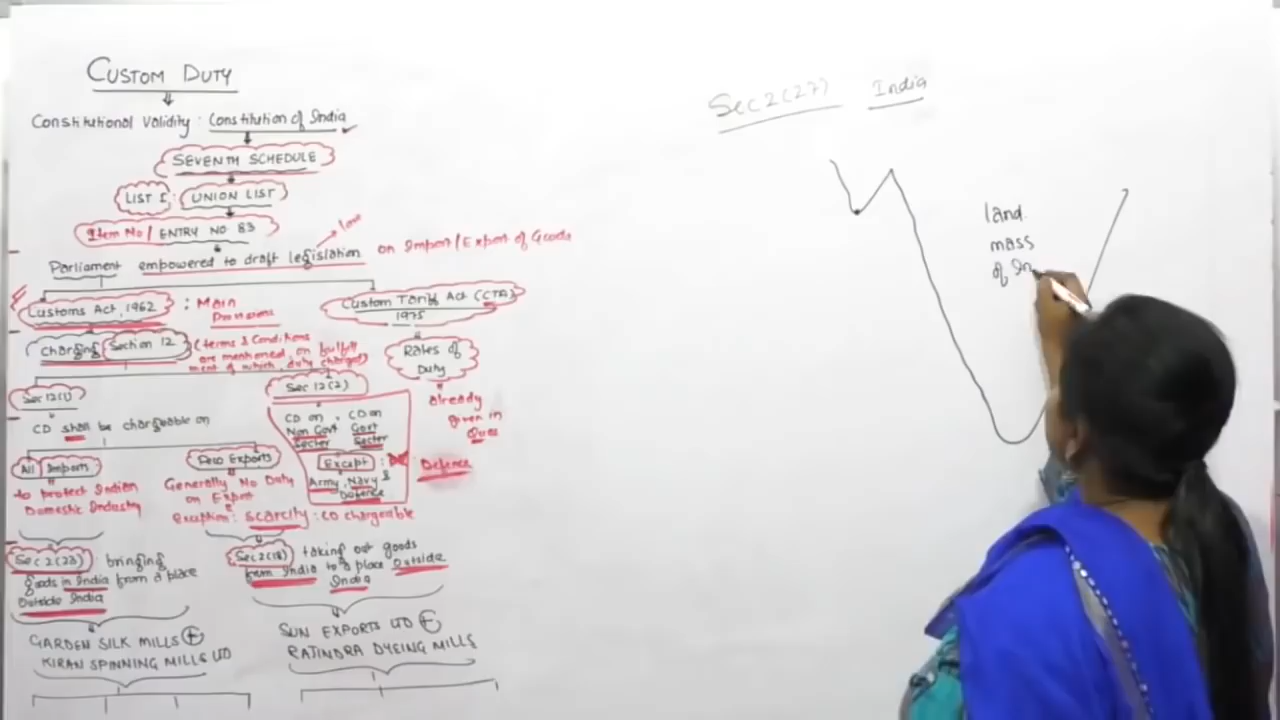 CUSTOM DUTY
Constitutional Validity : Constitution of India
SEVENTH SCHEDULE
LIST I : UNION LIST
Item No / ENTRY NO 83
law
Parliament empowered to draft legislation on Import / Export of Goods
Customs Act, 1962 : Main Provisions
Custom Tariff Act (CTA) 1975
Charging Section 12 (terms & Conditions
are mentioned, on fulfill
ment of which, duty charged)
Rates of
Duty
already
given in
Ques
Sec 12(1)
CD shall be chargeable on
Sec 12(2)
CD on = CD on
Non Govt Govt
Sector Sector
Except :
Army, Navy &
Defence
Defence
All Imports
to protect Indian
Domestic Industry
Few Exports
Generally No Duty
on Export
exception : scarcity : CD chargeable
Sec 2(23) bringing
goods in India from a place
Outside India
Sec 2(18) taking out goods
from India to a place Outside
India
GARDEN SILK MILLS
KIRAN SPINNING MILLS LTD
SUN EXPORTS LTD
RATINDRA DYEING MILLS
Sec 2(27) India
land
mass
of In